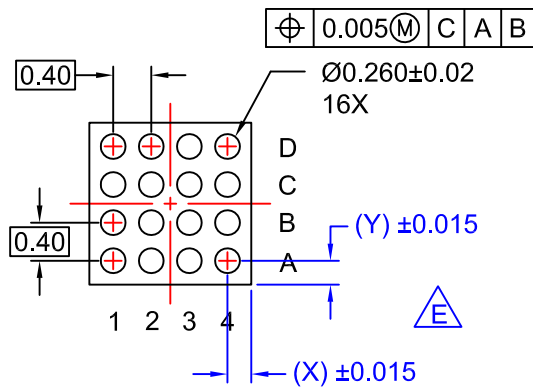 ⌖ 0.005Ⓜ C A B
0.40
Ø0.260±0.02
16X
D
C
B
A
0.40
(Y) ±0.015
E
1 2 3 4
(X) ±0.015